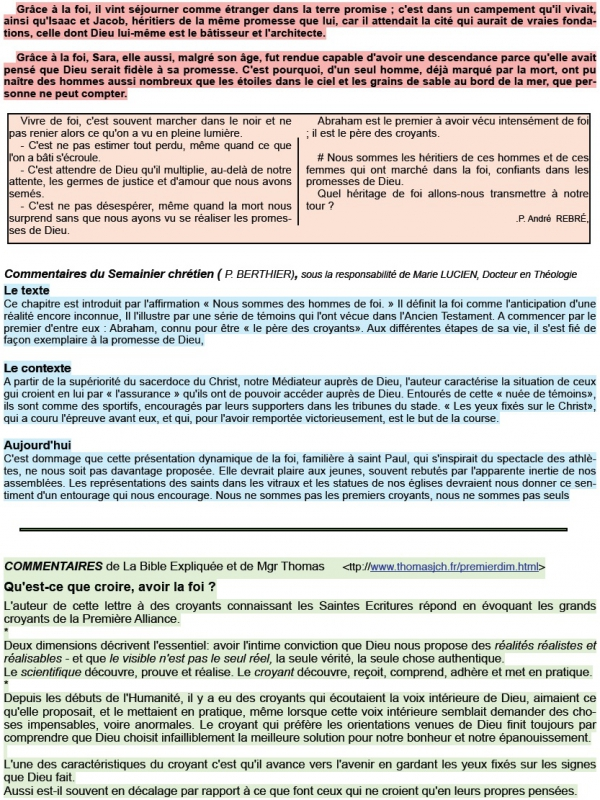 Grâce à la foi, il vint séjourner comme étranger dans la terre promise ; c'est dans un campement qu'il vivait,
ainsi qu'Isaac et Jacob, héritiers de la même promesse que lui, car il attendait la cité qui aurait de vraies fonda-
tions, celle dont Dieu lui-même est le bâtisseur et l'architecte.
Grâce à la foi, Sara, elle aussi, malgré son âge, fut rendue capable d'avoir une descendance parce qu'elle avait
pensé que Dieu serait fidèle à sa promesse. C'est pourquoi, d'un seul homme, déjà marqué par la mort, ont pu
naître des hommes aussi nombreux que les étoiles dans le ciel et les grains de sable au bord de la mer, que per-
sonne ne peut compter.
Vivre de foi, c'est souvent marcher dans le noir et ne
pas renier alors ce qu'on a vu en pleine lumière.
- C'est ne pas estimer tout perdu, même quand ce que
l'on a bâti s'écroule.
- C'est attendre de Dieu qu'il multiplie, au-delà de notre
attente, les germes de justice et d'amour que nous avons
semés.
- C'est ne pas désespérer, même quand la mort nous
surprend sans que nous ayons vu se réaliser les promes-
ses de Dieu.
Abraham est le premier à avoir vécu intensément de foi
; il est le père des croyants.
# Nous sommes les héritiers de ces hommes et de ces
femmes qui ont marché dans la foi, confiants dans les
promesses de Dieu.
Quel héritage de foi allons-nous transmettre à notre
tour ?
.P. André REBRÉ,
Commentaires du Semainier chrétien ( P. BERTHIER), sous la responsabilité de Marie LUCIEN, Docteur en Théologie
Le texte
Ce chapitre est introduit par l'affirmation « Nous sommes des hommes de foi. » Il définit la foi comme l'anticipation d'une
réalité encore inconnue, Il l'illustre par une série de témoins qui l'ont vécue dans l'Ancien Testament. A commencer par le
premier d'entre eux : Abraham, connu pour être « le père des croyants». Aux différentes étapes de sa vie, il s'est fié de
façon exemplaire à la promesse de Dieu,
Le contexte
A partir de la supériorité du sacerdoce du Christ, notre Médiateur auprès de Dieu, l'auteur caractérise la situation de ceux
qui croient en lui par « l'assurance » qu'ils ont de pouvoir accéder auprès de Dieu. Entourés de cette « nuée de témoins»,
ils sont comme des sportifs, encouragés par leurs supporters dans les tribunes du stade. « Les yeux fixés sur le Christ»,
qui a couru l'épreuve avant eux, et qui, pour l'avoir remportée victorieusement, est le but de la course.
Aujourd'hui
C'est dommage que cette présentation dynamique de la foi, familière à saint Paul, qui s'inspirait du spectacle des athlè-
tes, ne nous soit pas davantage proposée. Elle devrait plaire aux jeunes, souvent rebutés par l'apparente inertie de nos
assemblées. Les représentations des saints dans les vitraux et les statues de nos églises devraient nous donner ce sen-
timent d'un entourage qui nous encourage. Nous ne sommes pas les premiers croyants, nous ne sommes pas seuls
COMMENTAIRES de La Bible Expliquée et de Mgr Thomas <ttp://www.thomasjch.fr/premierdim.html>
Qu'est-ce que croire, avoir la foi ?
L'auteur de cette lettre à des croyants connaissant les Saintes Ecritures répond en évoquant les grands
croyants de la Première Alliance.
*
Deux dimensions décrivent l'essentiel: avoir l'intime conviction que Dieu nous propose des réalités réalistes et
réalisables - et que le visible n'est pas le seul réel, la seule vérité, la seule chose authentique.
Le scientifique découvre, prouve et réalise. Le croyant découvre, reçoit, comprend, adhère et met en pratique.
*
Depuis les débuts de l'Humanité, il y a eu des croyants qui écoutaient la voix intérieure de Dieu, aimaient ce
qu'elle proposait, et le mettaient en pratique, même lorsque cette voix intérieure semblait demander des cho-
ses impensables, voire anormales. Le croyant qui préfère les orientations venues de Dieu finit toujours par
comprendre que Dieu choisit infailliblement la meilleure solution pour notre bonheur et notre épanouissement.
L'une des caractéristiques du croyant c'est qu'il avance vers l'avenir en gardant les yeux fixés sur les signes
que Dieu fait.
Aussi est-il souvent en décalage par rapport à ce que font ceux qui ne croient qu'en leurs propres pensées.